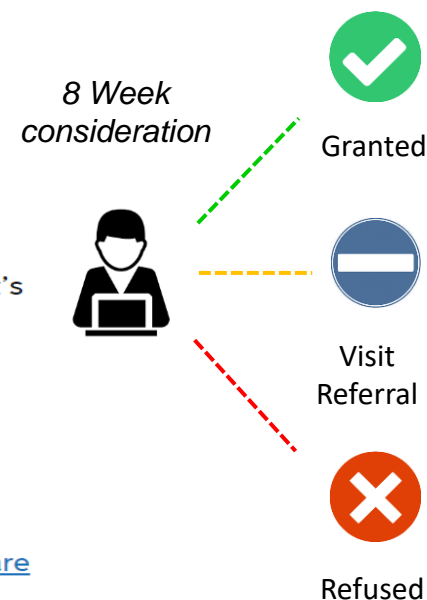 8 Week
consideration
Granted
's
Visit
Referral
Refused